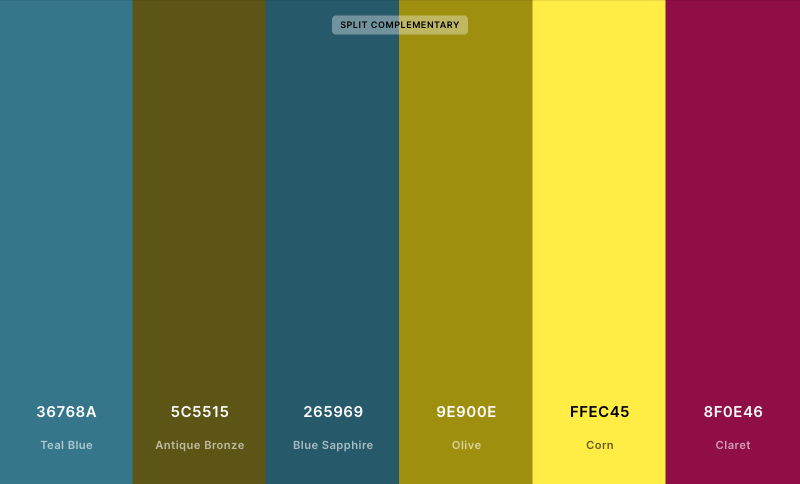 SPLIT COMPLEMENTARY
36768A
Teal Blue
5C5515
Antique Bronze
265969
Blue Sapphire
9E900E
Olive
FFEC45
Corn
8F0E46
Claret